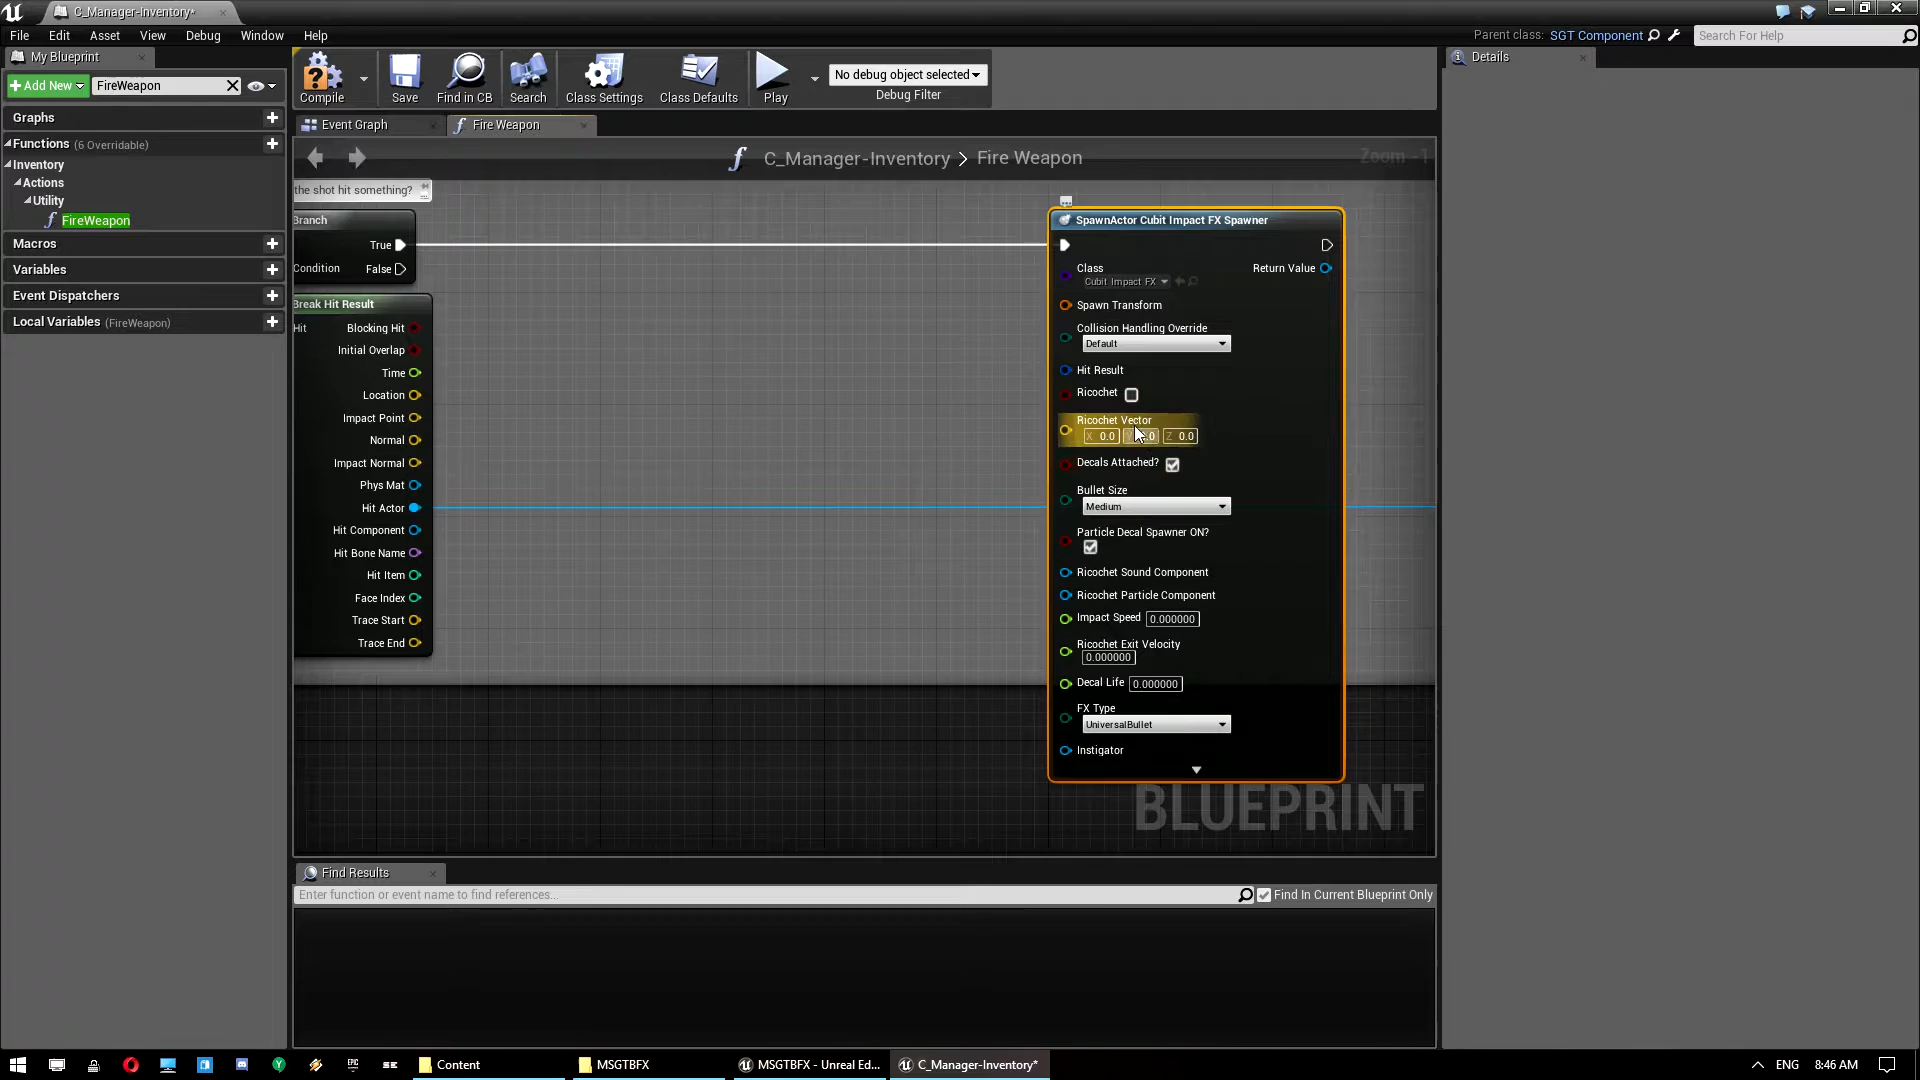 C_Manager-Inventory*
File Edit Asset View Debug Window Help
Parent class: SGT Component
Search For Help
My Blueprint
Add New
FireWeapon
Graphs
Functions (6 Overridable)
Inventory
Actions
Utility
FireWeapon
Macros
Variables
Event Dispatchers
Local Variables (FireWeapon)
Compile
Save
Find in CB
Search
Class Settings
Class Defaults
Play
No debug object selected
Debug Filter
Details
Event Graph
Fire Weapon
C_Manager-Inventory > Fire Weapon
Zoom -1
the shot hit something?
Branch
True
Condition
False
Break Hit Result
Hit
Blocking Hit
Initial Overlap
Time
Location
Impact Point
Normal
Impact Normal
Phys Mat
Hit Actor
Hit Component
Hit Bone Name
Hit Item
Face Index
Trace Start
Trace End
SpawnActor Cubit Impact FX Spawner
Class
Cubit Impact FX
Return Value
Spawn Transform
Collision Handling Override
Default
Hit Result
Ricochet
Ricochet Vector
X 0.0 Z 0.0
Decals Attached?
Bullet Size
Medium
Particle Decal Spawner ON?
Ricochet Sound Component
Ricochet Particle Component
Impact Speed 0.000000
Ricochet Exit Velocity
0.000000
Decal Life 0.000000
FX Type
UniversalBullet
Instigator
BLUEPRINT
Find Results
Enter function or event name to find references...
Find In Current Blueprint Only
Content
MSGTBFX
MSGTBFX - Unreal Ed...
C_Manager-Inventory*
ENG
8:46 AM